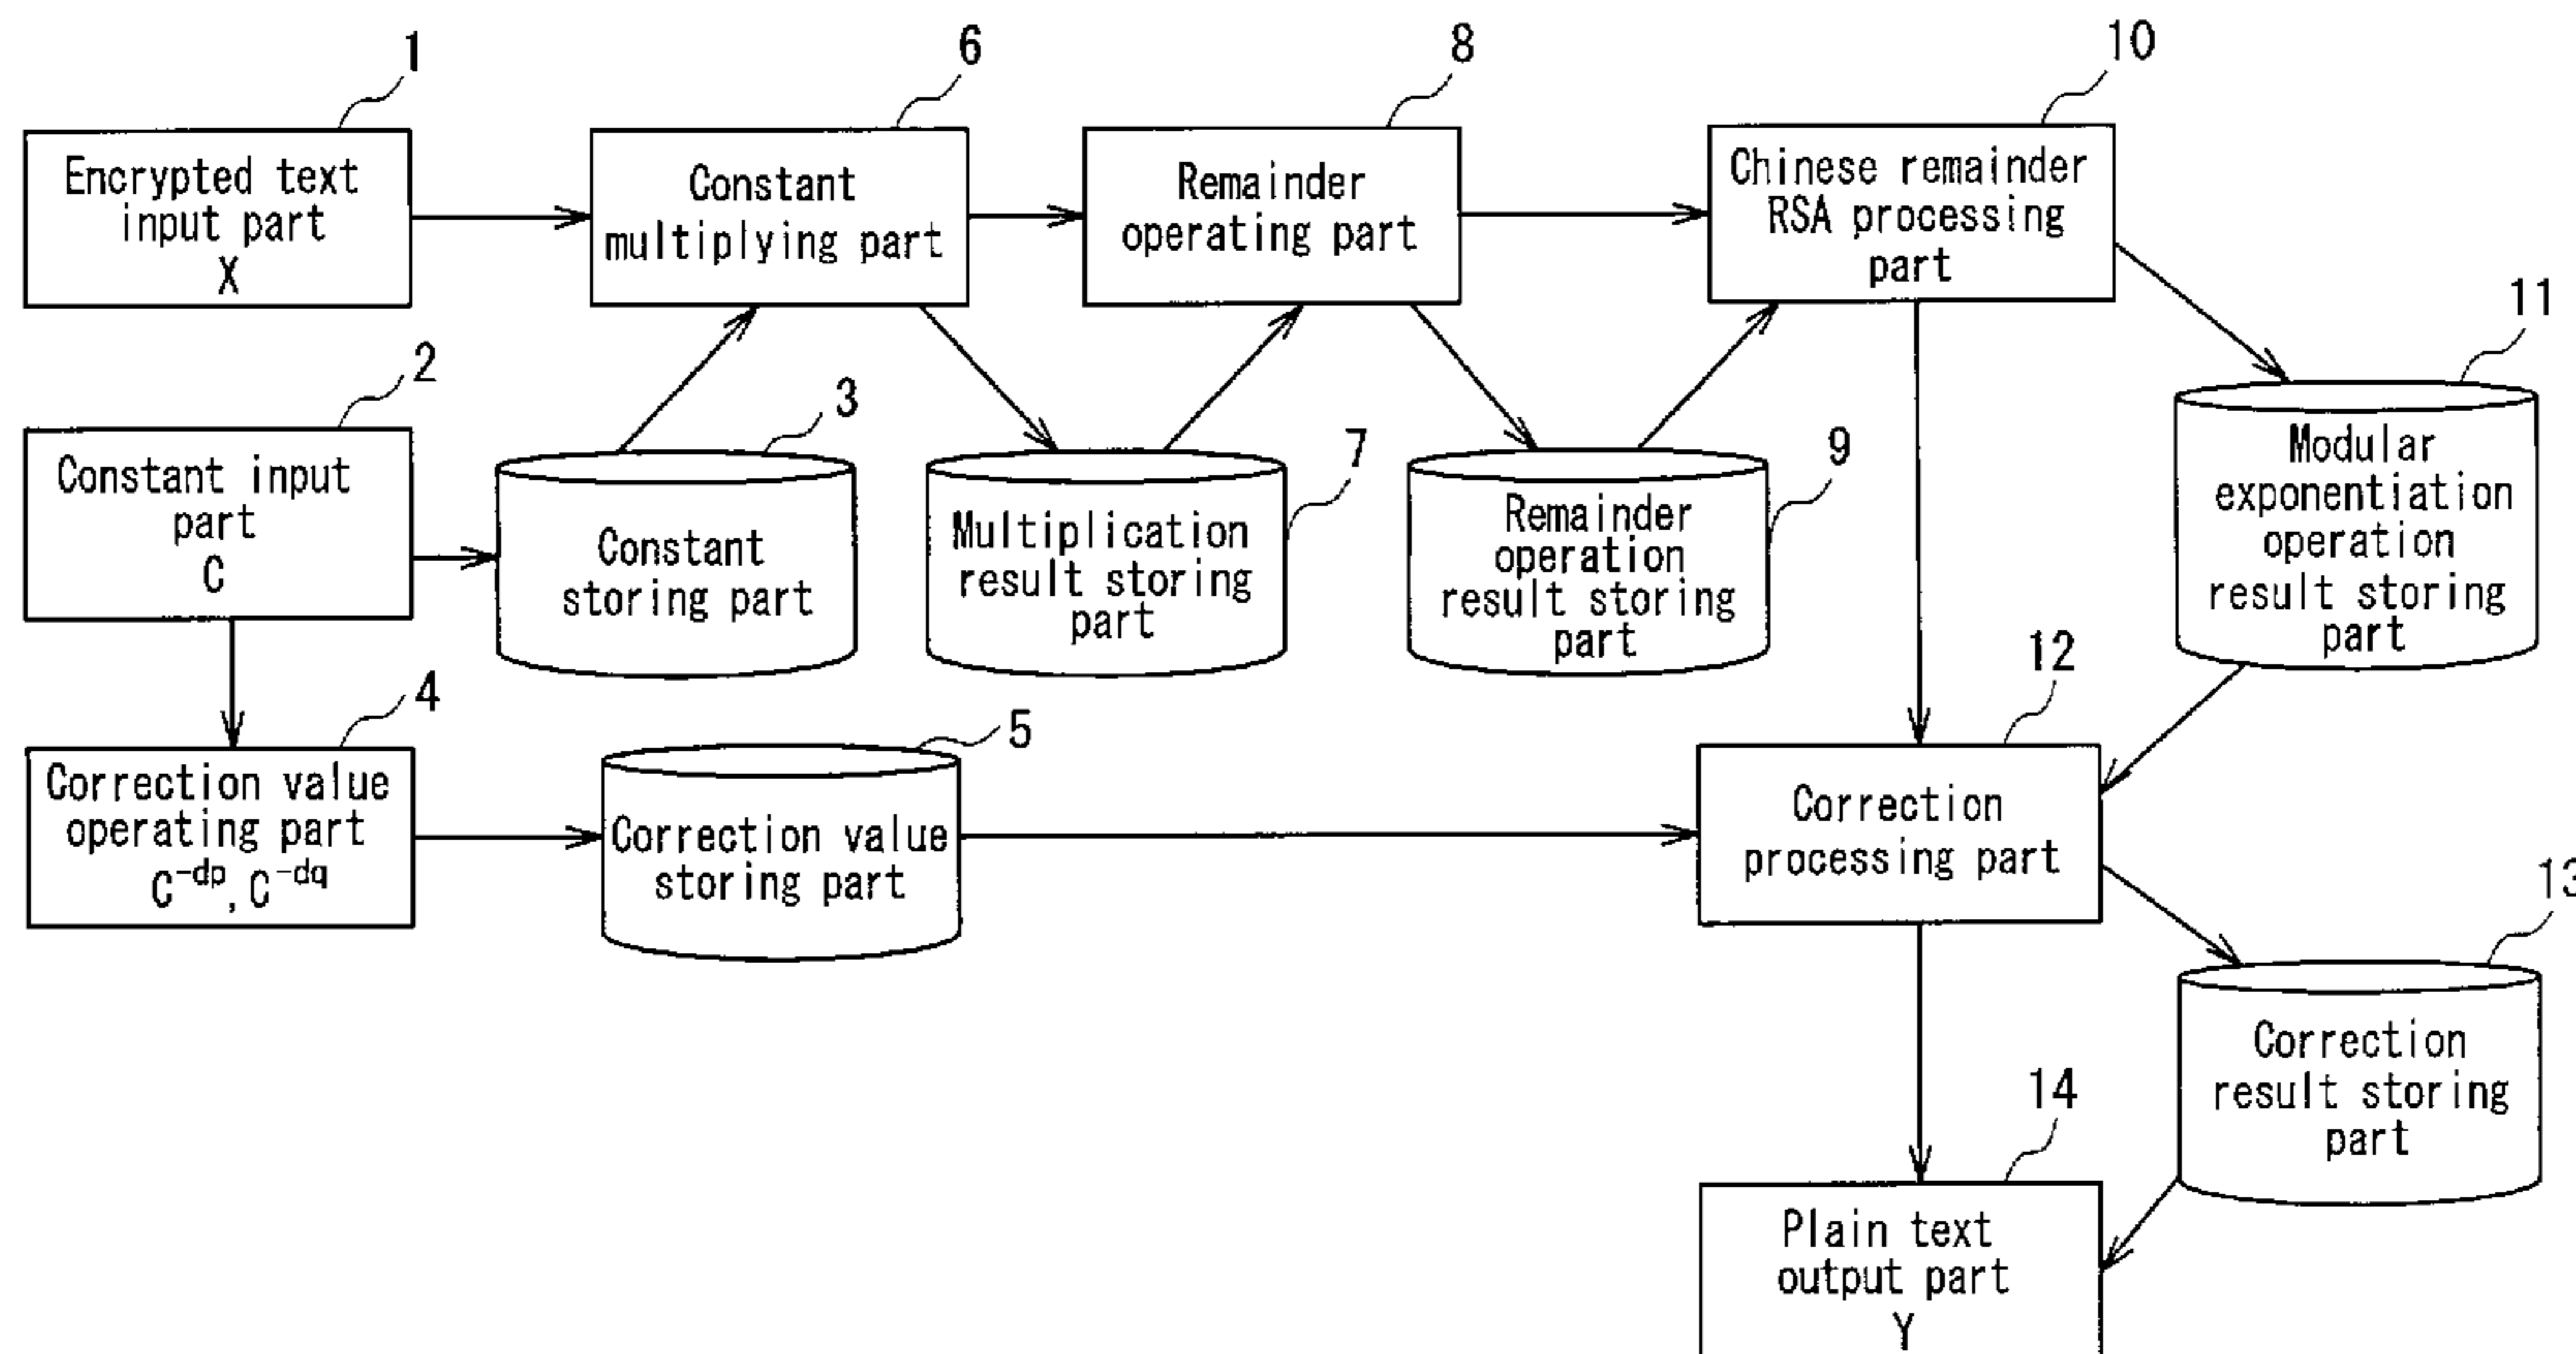 1
Encrypted text
input part
X
6
Constant
multiplying part
8
Remainder
operating part
10
Chinese remainder
RSA processing
part
2
Constant input
part
C
3
Constant
storing part
7
Multiplication
result storing
part
9
Remainder
operation
result storing
part
11
Modular
exponentiation
operation
result storing
part
4
Correction value
operating part
C⁻ᵈᵖ, C⁻ᵈq
5
Correction value
storing part
12
Correction
processing part
13
Correction
result storing
part
14
Plain text
output part
Y